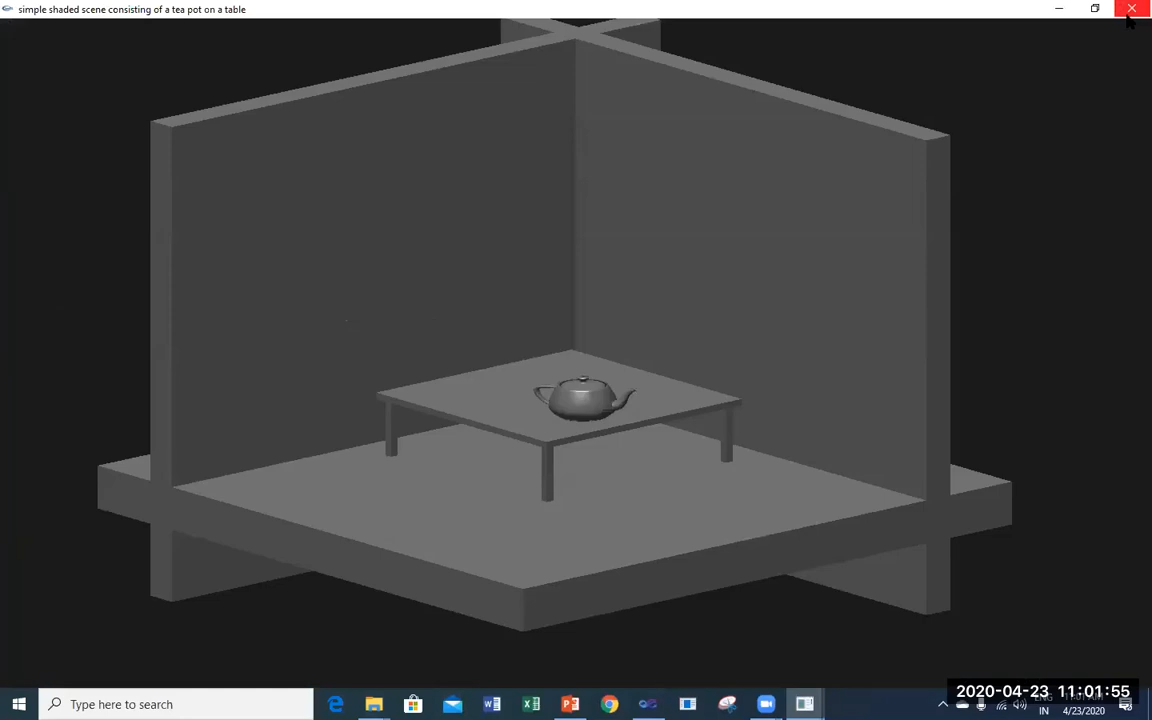 simple shaded scene consisting of a tea pot on a table
Type here to search
2020-04-23 11:01:55
IN
4/23/2020